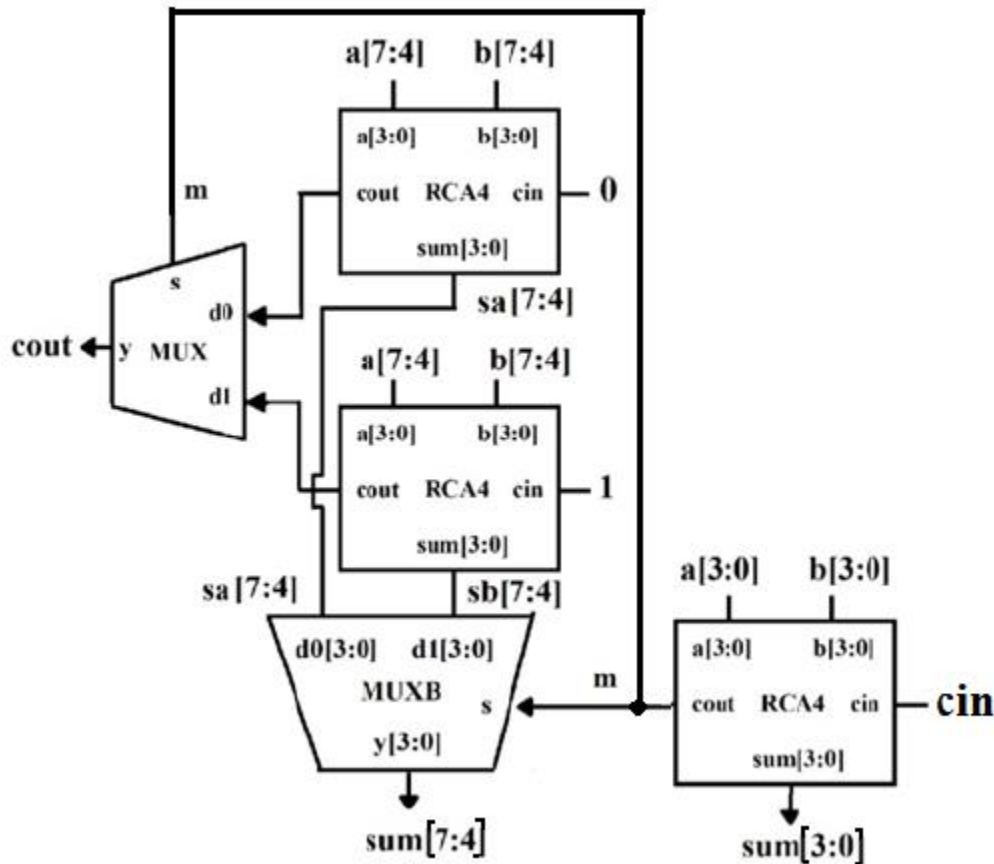 a[7:4] b[7:4]
a[3:0] b[3:0]
m
cout RCA4 cin 0
sum[3:0]
s
sa[7:4]
d0
cout y MUX
a[7:4] b[7:4]
d1
a[3:0] b[3:0]
cout RCA4 cin 1
sum[3:0]
a[3:0] b[3:0]
sa[7:4] sb[7:4]
d0[3:0] d1[3:0]
a[3:0] b[3:0]
m
MUXB
s
cout RCA4 cin cin
y[3:0]
sum[3:0]
sum[7:4] sum[3:0]